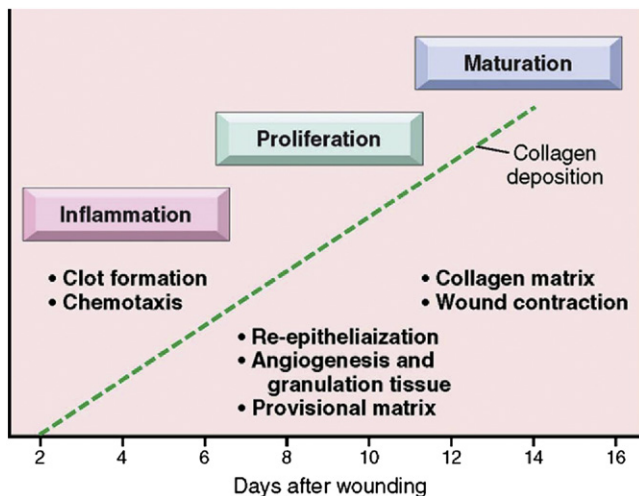 Maturation
Proliferation
Collagen
deposition
Inflammation
• Clot formation
• Chemotaxis
• Collagen matrix
• Wound contraction
• Re-epitheliaization
• Angiogenesis and
granulation tissue
• Provisional matrix
2 4 6 8 10 12 14 16
Days after wounding